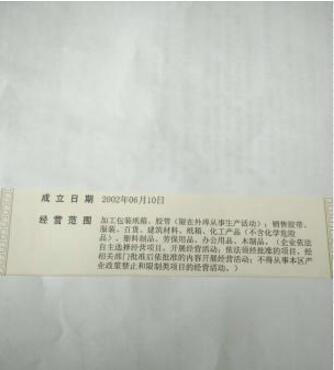 成立日期 2002年06月10日
经营范围 加工包装纸箱、胶带（限在外埠从事生产活动）；销售胶带、
服装、百货、建筑材料、纸箱、化工产品（不含化学危险
品）、塑料制品、劳保用品、办公用品、木制品。（企业依法
自主选择经营项目，开展经营活动；依法须经批准的项目，经
相关部门批准后依批准的内容开展经营活动；不得从事本区产
业政策禁止和限制类项目的经营活动。）